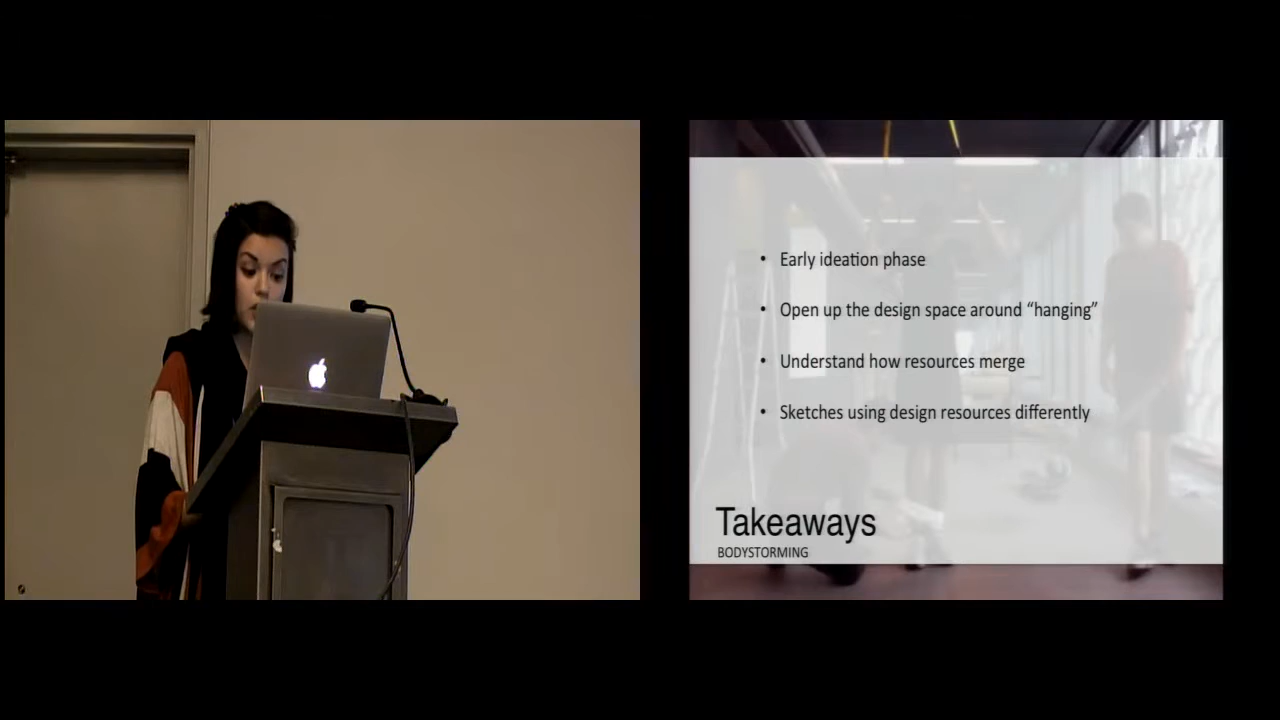 • Early ideation phase
• Open up the design space around “hanging”
• Understand how resources merge
• Sketches using design resources differently
Takeaways
BODYSTORMING